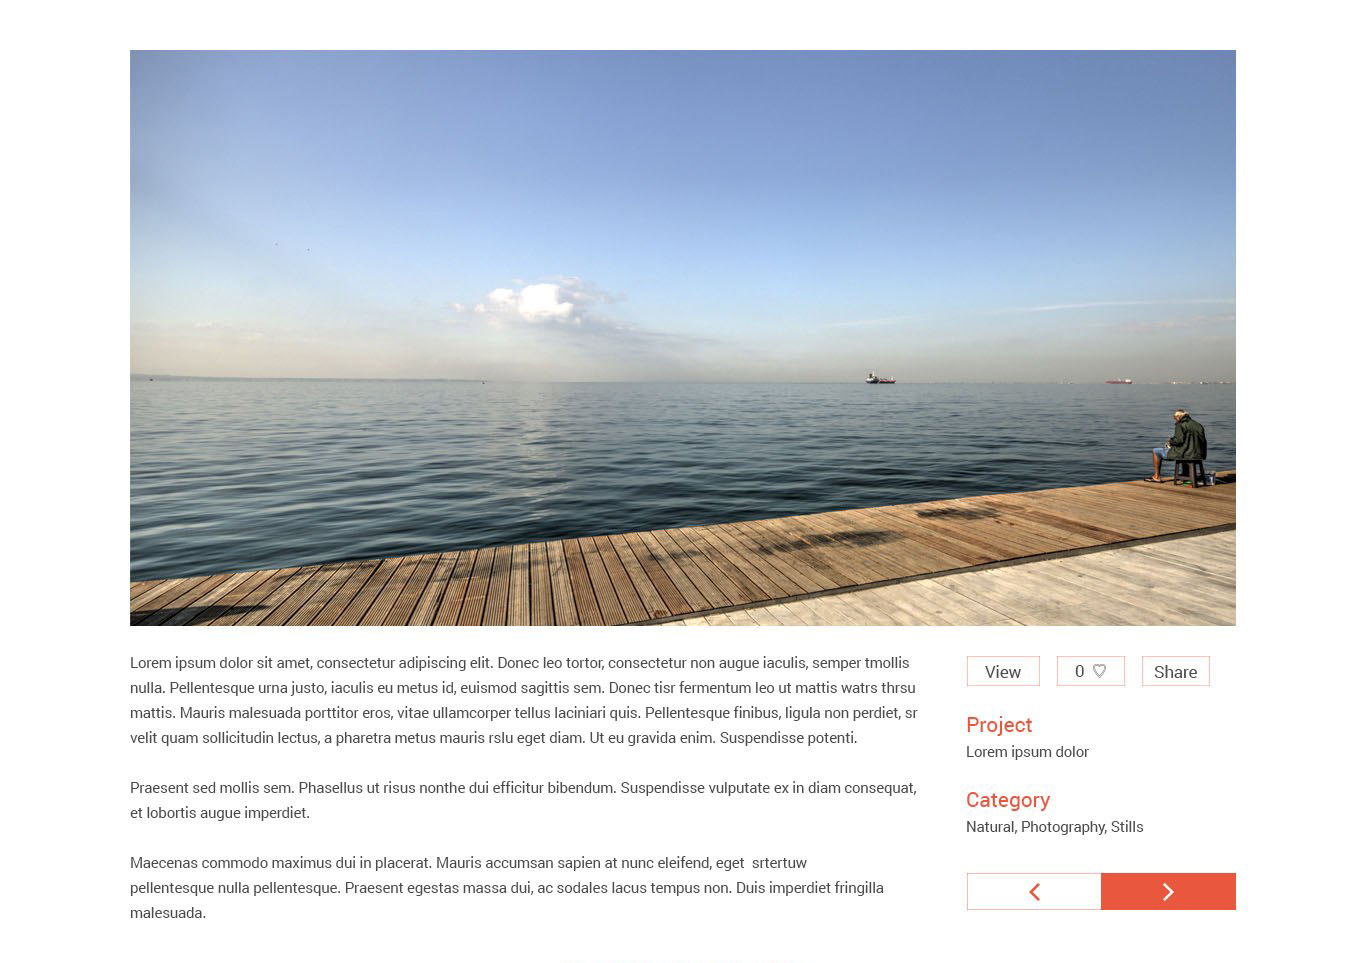 Lorem ipsum dolor sit amet, consectetur adipiscing elit. Donec leo tortor, consectetur non augue iaculis, semper tmollis
nulla. Pellentesque urna justo, iaculis eu metus id, euismod sagittis sem. Donec tisr fermentum leo ut mattis watrs thrsu
mattis. Mauris malesuada porttitor eros, vitae ullamcorper tellus laciniari quis. Pellentesque finibus, ligula non perdiet, sr
velit quam sollicitudin lectus, a pharetra metus mauris rslu eget diam. Ut eu gravida enim. Suspendisse potenti.
Praesent sed mollis sem. Phasellus ut risus nonthe dui efficitur bibendum. Suspendisse vulputate ex in diam consequat,
et lobortis augue imperdiet.
Maecenas commodo maximus dui in placerat. Mauris accumsan sapien at nunc eleifend, eget srtertuw
pellentesque nulla pellentesque. Praesent egestas massa dui, ac sodales lacus tempus non. Duis imperdiet fringilla
malesuada.
View
0
Share
Project
Lorem ipsum dolor
Category
Natural, Photography, Stills